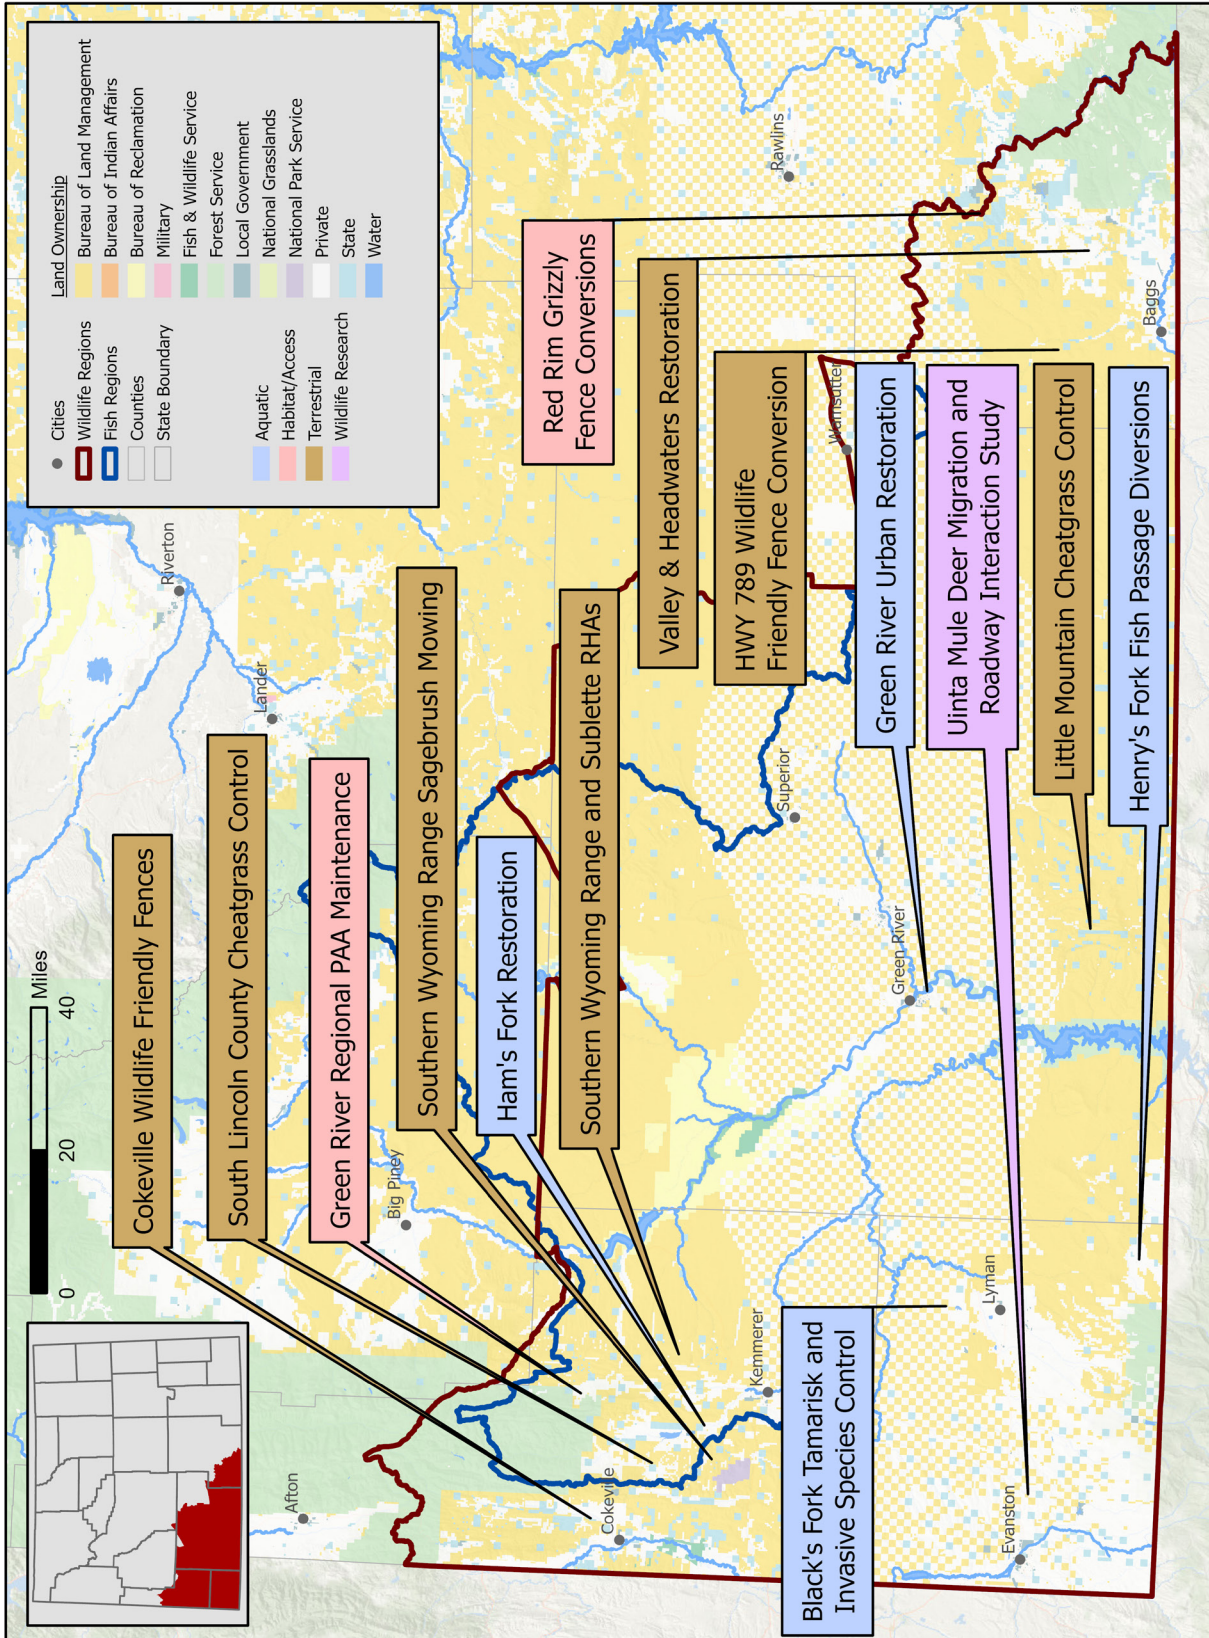 Cities
Wildlife Regions
Fish Regions
Counties
State Boundary
Aquatic
Habitat/Access
Terrestrial
Wildlife Research
Land Ownership
Bureau of Land Management
Bureau of Indian Affairs
Bureau of Reclamation
Military
Fish & Wildlife Service
Forest Service
Local Government
National Grasslands
National Park Service
Private
State
Water
0
20
40
Miles
Afton
Big Piney
Lander
Riverton
Cokeville
Kemmerer
Superior
Rawlins
Wamsutter
Green River
Evanston
Lyman
Baggs
Cokeville Wildlife Friendly Fences
South Lincoln County Cheatgrass Control
Green River Regional PAA Maintenance
Southern Wyoming Range Sagebrush Mowing
Ham's Fork Restoration
Southern Wyoming Range and Sublette RHAs
Red Rim Grizzly
Fence Conversions
Valley & Headwaters Restoration
HWY 789 Wildlife
Friendly Fence Conversion
Green River Urban Restoration
Uinta Mule Deer Migration and
Roadway Interaction Study
Little Mountain Cheatgrass Control
Henry's Fork Fish Passage Diversions
Black's Fork Tamarisk and
Invasive Species Control